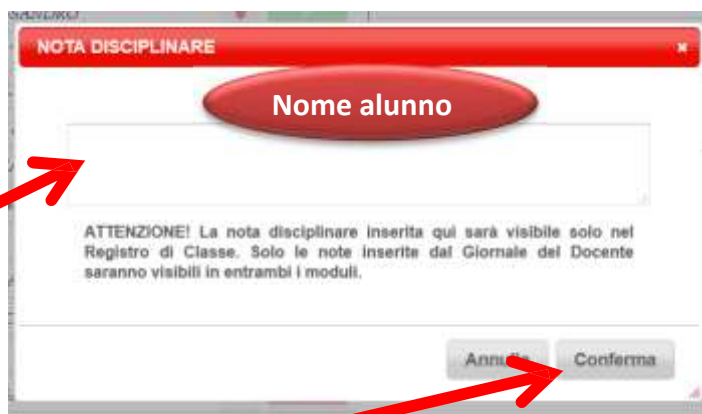 NOTA DISCIPLINARE
Nome alunno
ATTENZIONE! La nota disciplinare inserita qui sarà visibile solo nel
Registro di Classe. Solo le note inserite dal Giornale del Docente
saranno visibili in entrambi i moduli.
Annulla Conferma